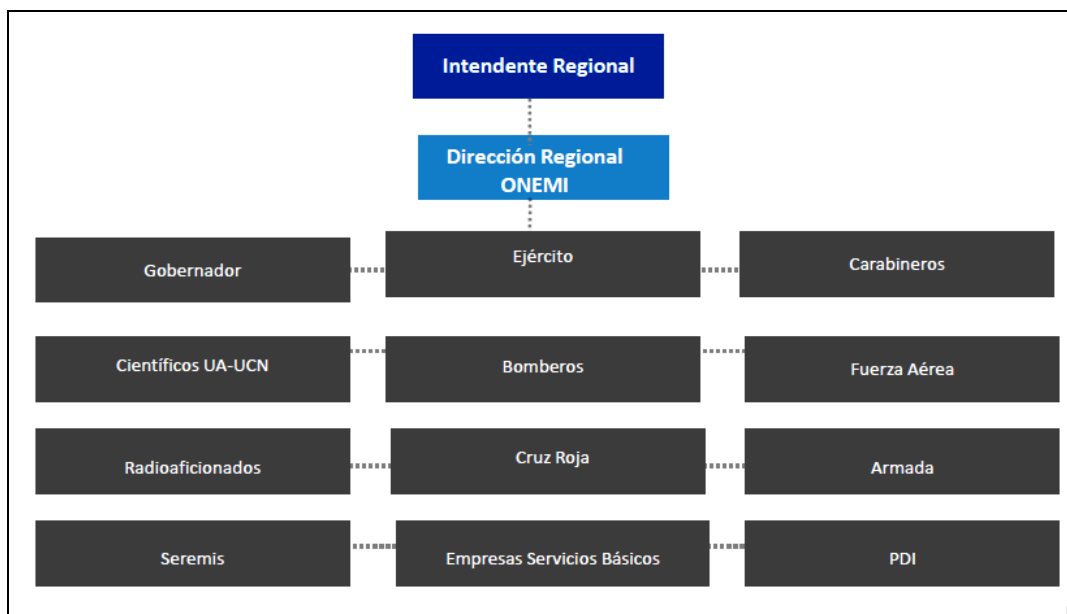 Intendente Regional
Dirección Regional
ONEMI
Gobernador
Ejército
Carabineros
Científicos UA-UCN
Bomberos
Fuerza Aérea
Radioaficionados
Cruz Roja
Armada
Seremis
Empresas Servicios Básicos
PDI